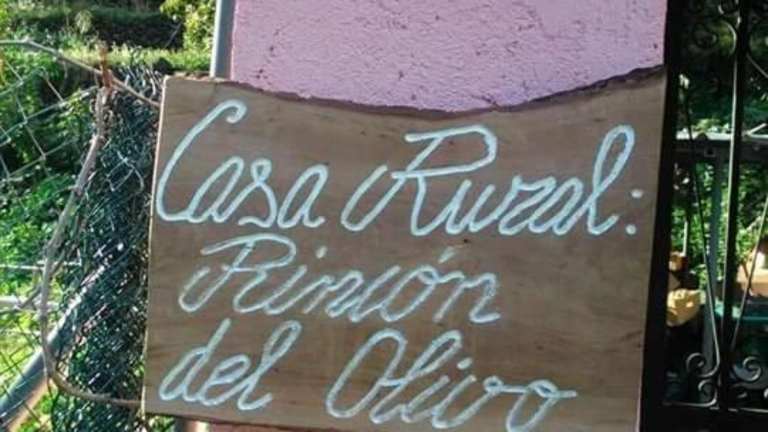 Casa Rural:
Rincón
del Olivo